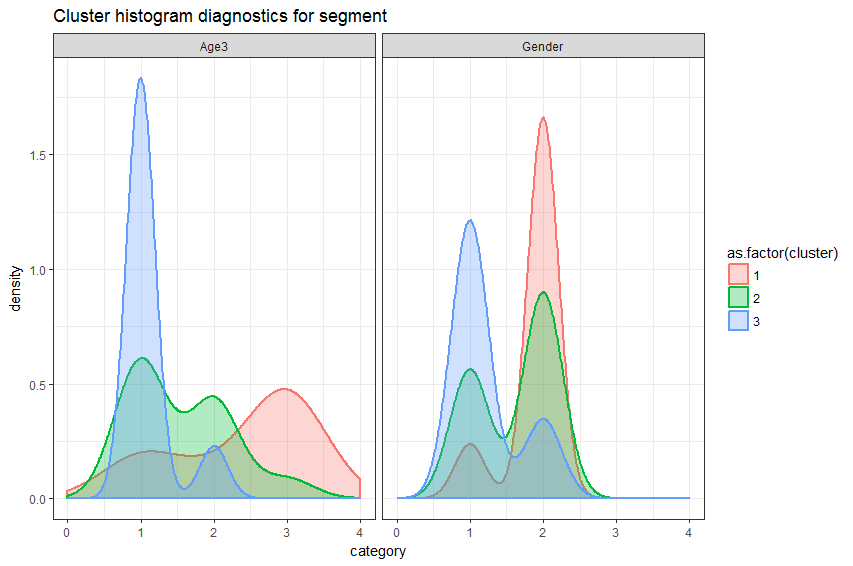 Cluster histogram diagnostics for segment
Age3
Gender
density
1.5
1.0
0.5
0.0
0 1 2 3 4
0 1 2 3 4
category
as.factor(cluster)
1
2
3